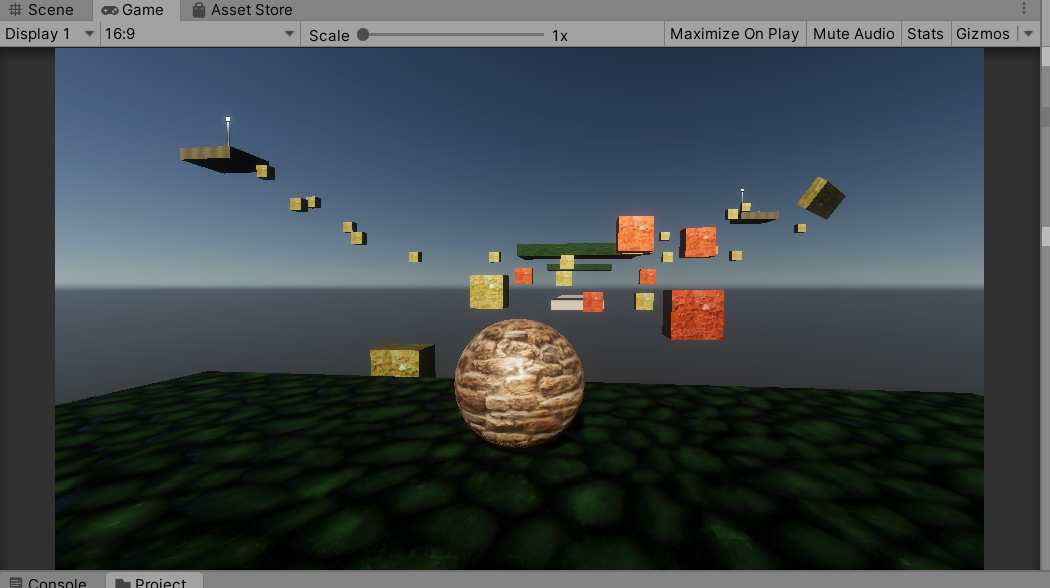 Scene Game Asset Store
Display 1 16:9 Scale 1x Maximize On Play Mute Audio Stats Gizmos
Console Project